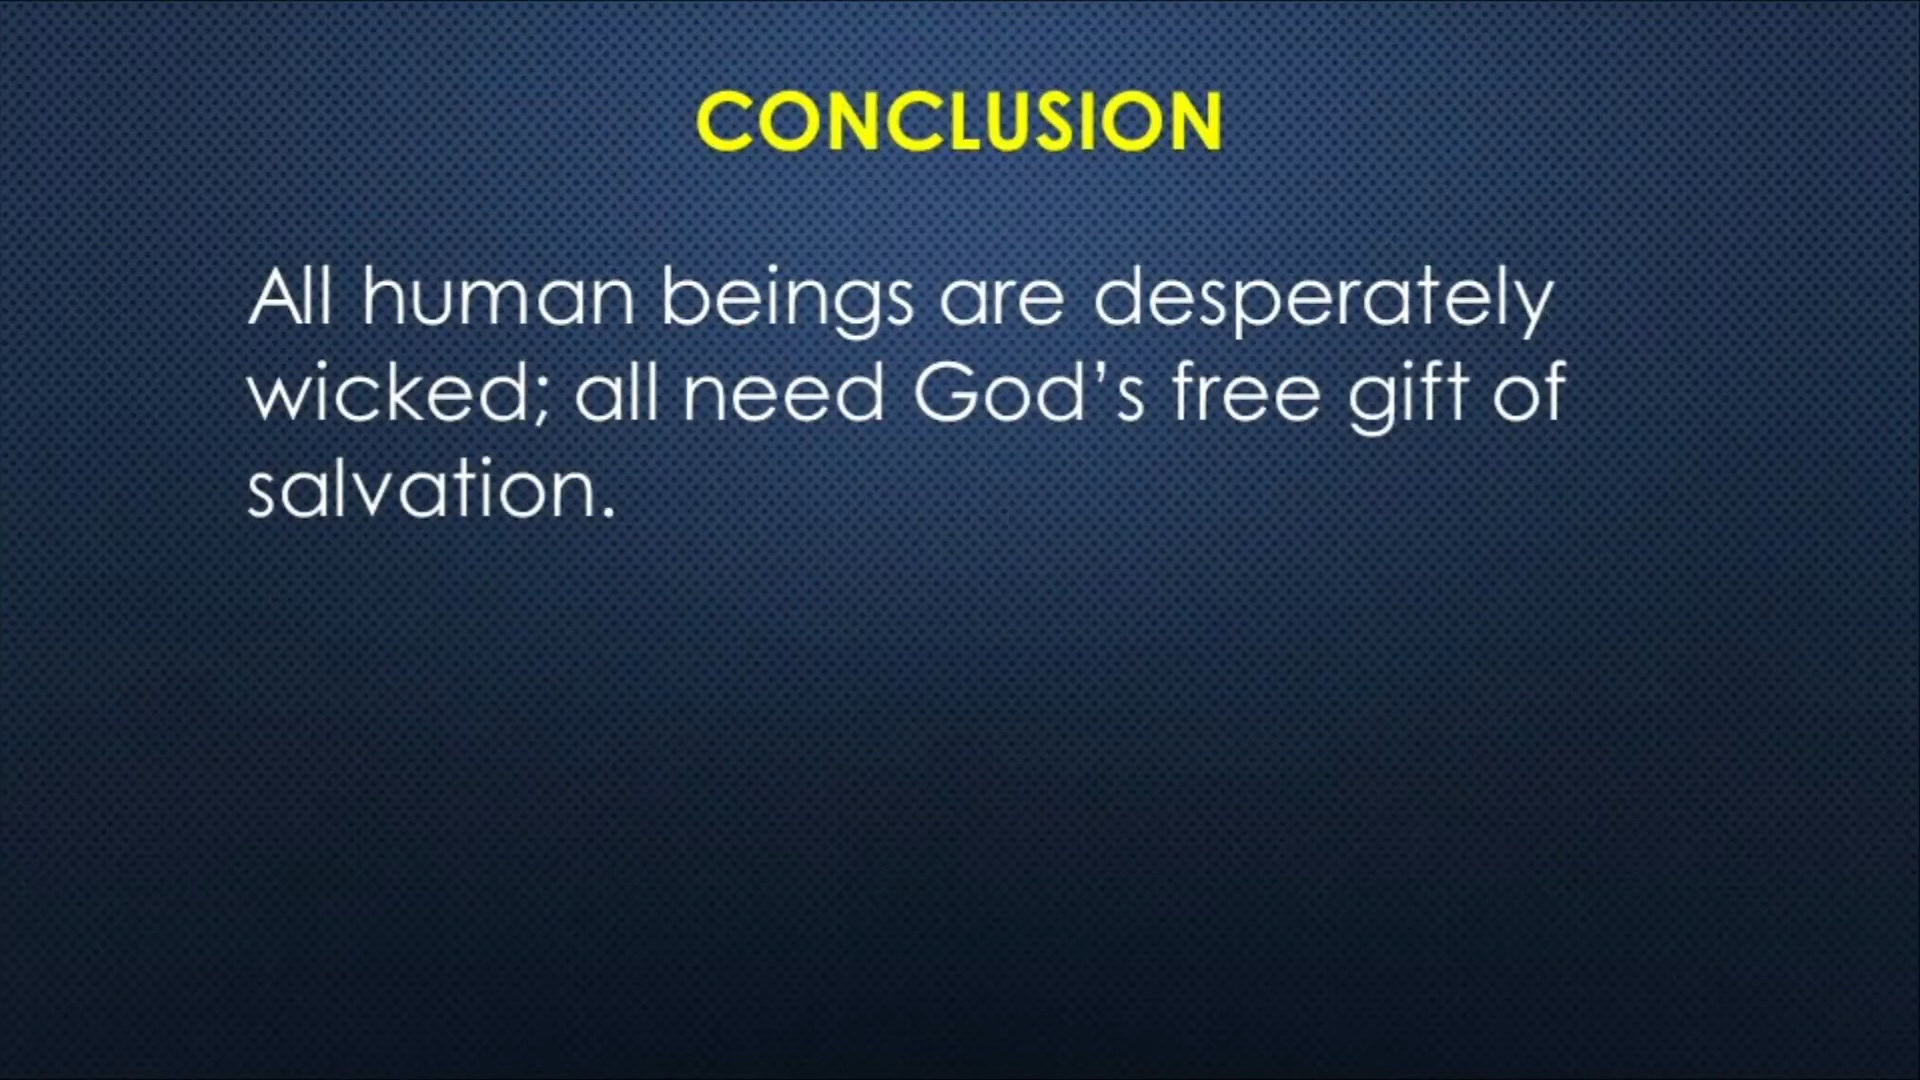 CONCLUSION
All human beings are desperately
wicked; all need God’s free gift of
salvation.